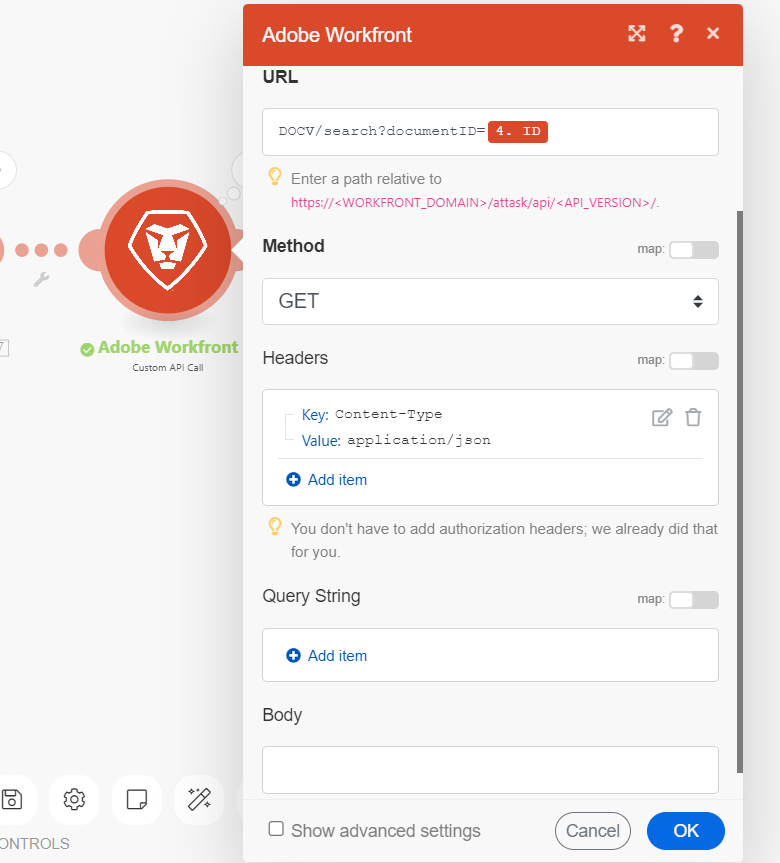 Adobe Workfront
?
URL
DOCV/search?documentID= 4. ID
Enter a path relative to
https://<WORKFRONT_DOMAIN>/attask/api/<API_VERSION>/.
Method
map:
GET
Headers
map:
Key: Content-Type
Value: application/json
Add item
You don't have to add authorization headers; we already did that
for you.
Query String
map:
Add item
Body
Show advanced settings
Cancel
OK
7
Adobe Workfront
Custom API Call
ONTROLS